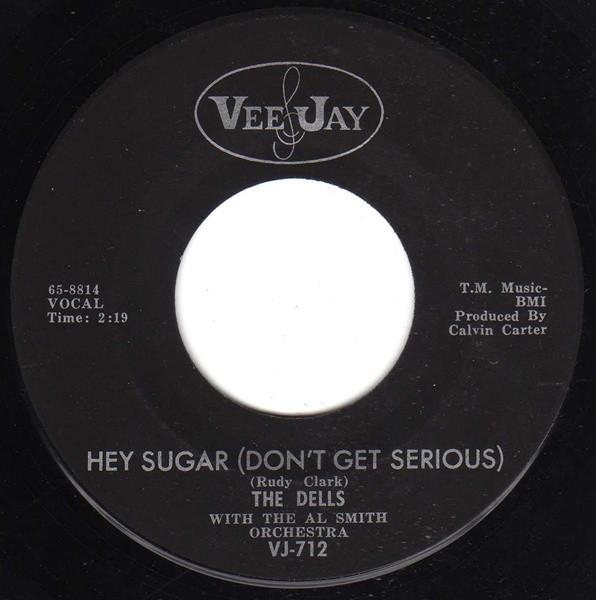 VEE JAY
65-8814
VOCAL
Time: 2:19
T.M. Music-
BMI
Produced By
Calvin Carter
HEY SUGAR (DON'T GET SERIOUS)
(Rudy Clark)
THE DELLS
WITH THE AL SMITH
ORCHESTRA
VJ-712